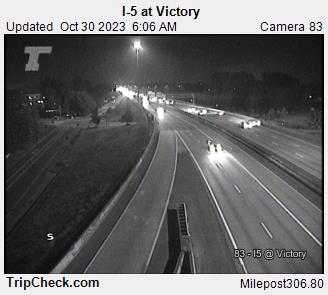 I-5 at Victory
Updated Oct 30 2023 6:06 AM Camera 83
T
S
83 - I5 @ Victory
TripCheck.com Milepost306.80